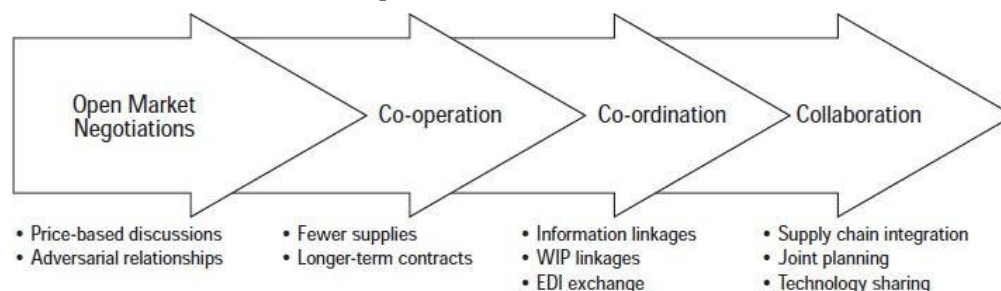 Open Market
Negotiations
Co-operation
Co-ordination
Collaboration
• Price-based discussions
• Adversarial relationships
• Fewer supplies
• Longer-term contracts
• Information linkages
• WIP linkages
• EDI exchange
• Supply chain integration
• Joint planning
• Technology sharing